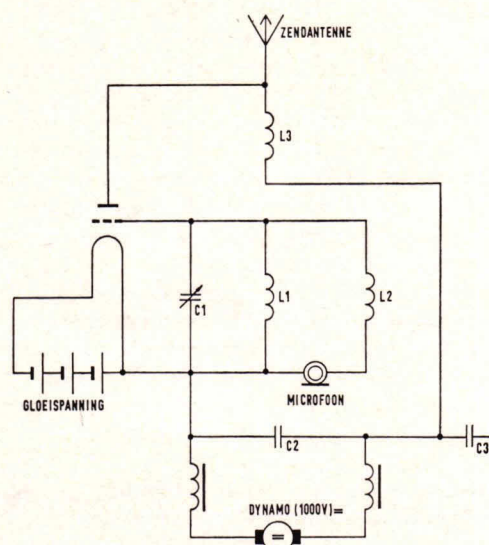 ZENDANTENNE
L3
C1
L1
L2
GLOEISPANNING
MICROFOON
C2
C3
DYNAMO (1000V)=
=